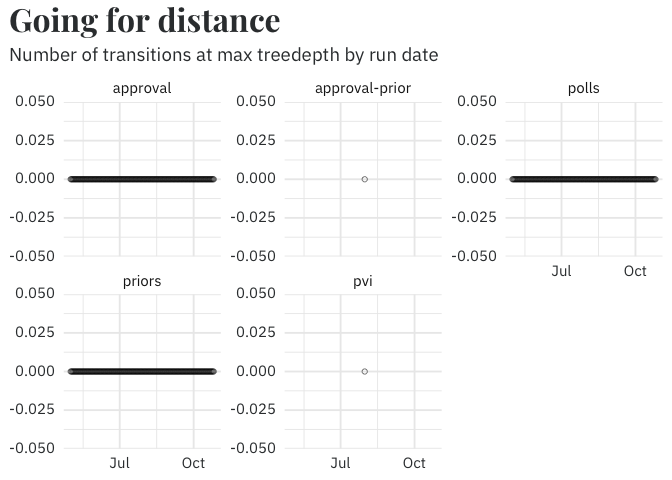 Going for distance
Number of transitions at max treedepth by run date
approval
approval-prior
polls
0.050
0.025
0.000
-0.025
-0.050
0.050
0.025
0.000
-0.025
-0.050
0.050
0.025
0.000
-0.025
-0.050
Jul
Oct
priors
pvi
0.050
0.025
0.000
-0.025
-0.050
Jul
Oct
0.050
0.025
0.000
-0.025
-0.050
Jul
Oct